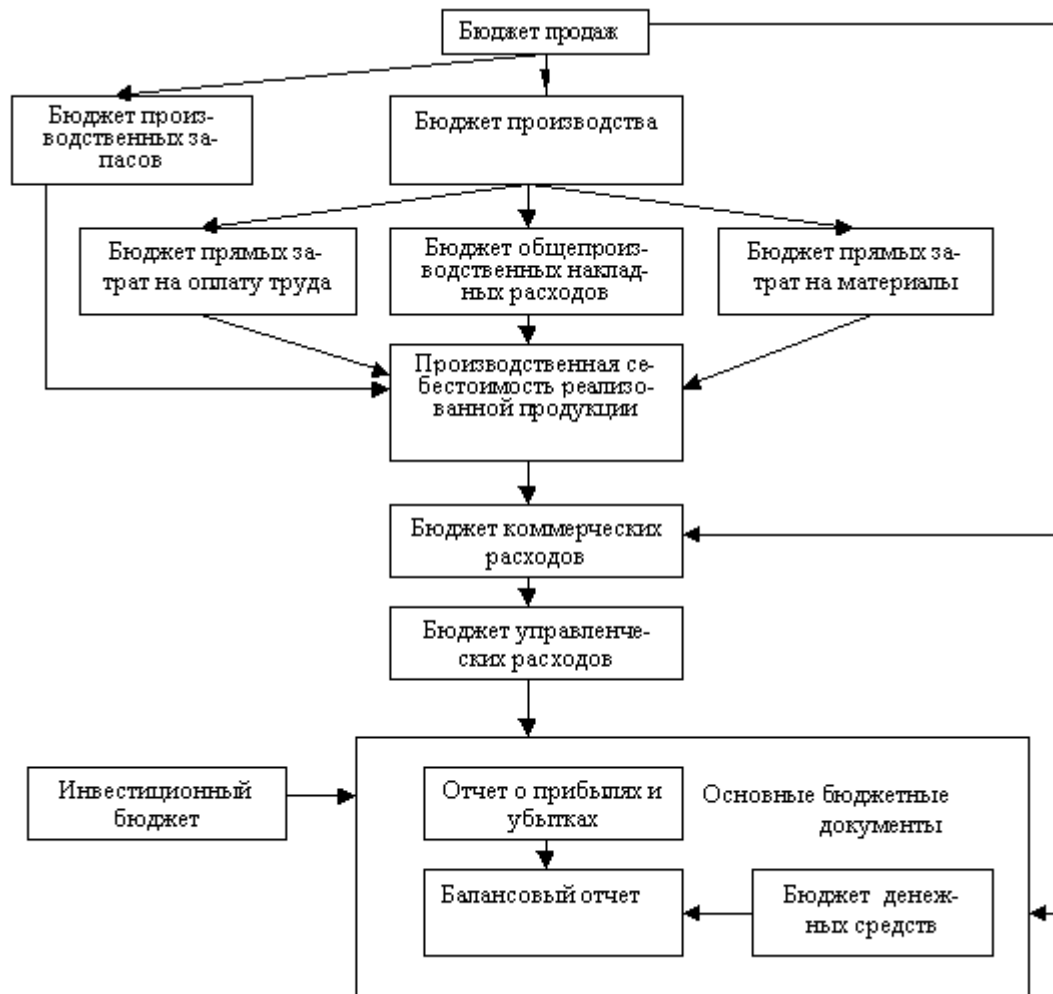 Бюджет продаж
Бюджет произ-
водственных за-
пасов
Бюджет производства
Бюджет прямых за-
трат на оплату труда
Бюджет общепроиз-
водственных наклад-
ных расходов
Бюджет прямых за-
трат на материалы
Производственная се-
бестоимость реализо-
ванной продукции
Бюджет коммерческих
расходов
Бюджет управленче-
ских расходов
Инвестиционный
бюджет
Отчет о прибылях и
убытках
Основные бюджетные
документы
Балансовый отчет
Бюджет денеж-
ных средств